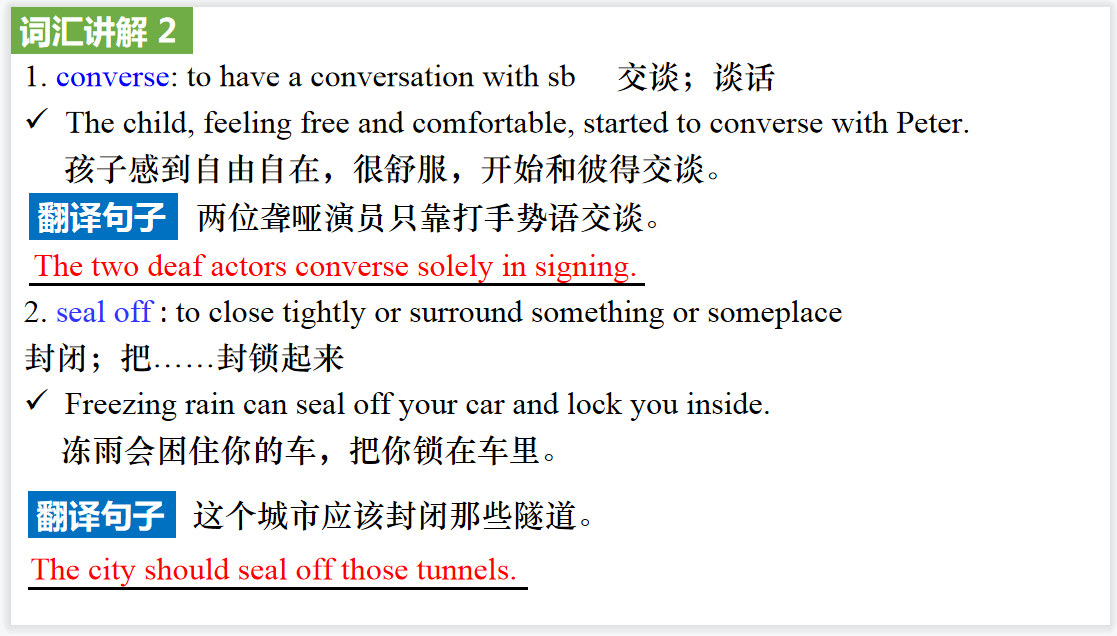 词汇讲解 2
1. converse: to have a conversation with sb 交谈；谈话
✓ The child, feeling free and comfortable, started to converse with Peter.
孩子感到自由自在，很舒服，开始和彼得交谈。
翻译句子 两位聋哑演员只靠打手势语交谈。
The two deaf actors converse solely in signing.
2. seal off : to close tightly or surround something or someplace
封闭；把……封锁起来
✓ Freezing rain can seal off your car and lock you inside.
冻雨会困住你的车，把你锁在车里。
翻译句子 这个城市应该封闭那些隧道。
The city should seal off those tunnels.